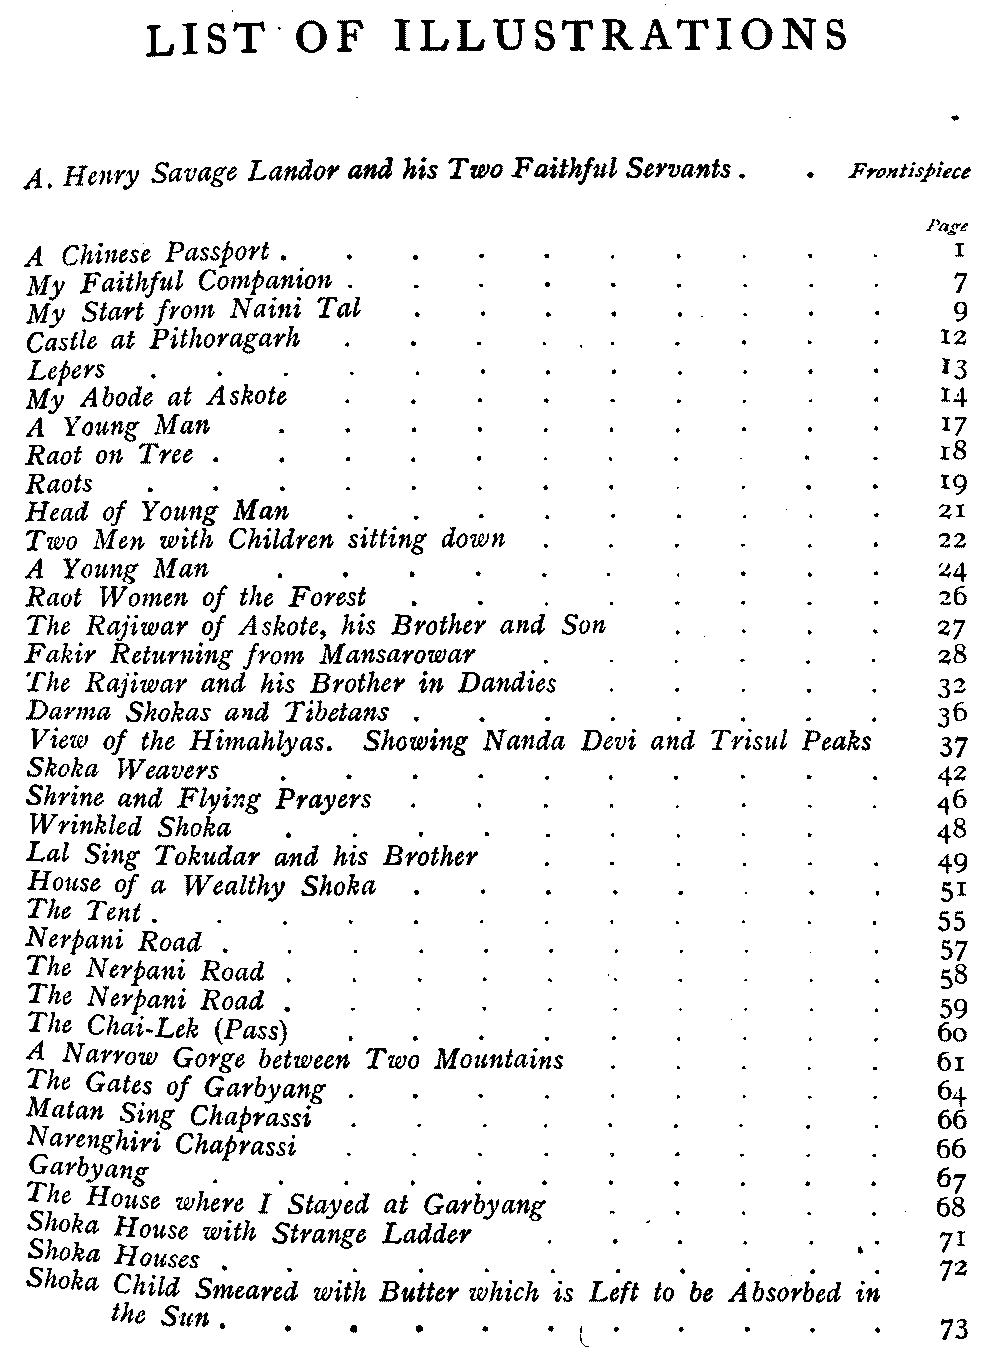 LIST OF ILLUSTRATIONS
A. Henry Savage Landor and his Two Faithful Servants . . Frontispiece
Page
A Chinese Passport . . . . . . . . . . 1
My Faithful Companion . . . . . . . . . 7
My Start from Naini Tal . . . . . . . . 9
Castle at Pithoragarh . . . . . . . . . 12
Lepers . . . . . . . . . . . . 13
My Abode at Askote . . . . . . . . . 14
A Young Man . . . . . . . . . . 17
Raot on Tree . . . . . . . . . . . 18
Raots . . . . . . . . . . . . 19
Head of Young Man . . . . . . . . . 21
Two Men with Children sitting down . . . . . . 22
A Young Man . . . . . . . . . . 24
Raot Women of the Forest . . . . . . . . 26
The Rajiwar of Askote, his Brother and Son . . . . 27
Fakir Returning from Mansarowar . . . . . . 28
The Rajiwar and his Brother in Dandies . . . . . 32
Darma Shokas and Tibetans . . . . . . . . 36
View of the Himahlyas. Showing Nanda Devi and Trisul Peaks 37
Skoka Weavers . . . . . . . . . . 42
Shrine and Flying Prayers . . . . . . . . 46
Wrinkled Shoka . . . . . . . . . 48
Lal Sing Tokudar and his Brother . . . . . . 49
House of a Wealthy Shoka . . . . . . . . 51
The Tent . . . . . . . . . . . . 55
Nerpani Road . . . . . . . . . . . 57
The Nerpani Road . . . . . . . . . . 58
The Nerpani Road . . . . . . . . . . 59
The Chai-Lek (Pass) . . . . . . . . . 60
A Narrow Gorge between Two Mountains . . . . . 61
The Gates of Garbyang . . . . . . . . . 64
Matan Sing Chaprassi . . . . . . . . . 66
Narenghiri Chaprassi . . . . . . . . . 66
Garbyang . . . . . . . . . . . 67
The House where I Stayed at Garbyang . . . . . 68
Shoka House with Strange Ladder . . . . . . 71
Shoka Houses . . . . . . . . . . . 72
Shoka Child Smeared with Butter which is Left to be Absorbed in
the Sun . . . . . . . . . . . 73